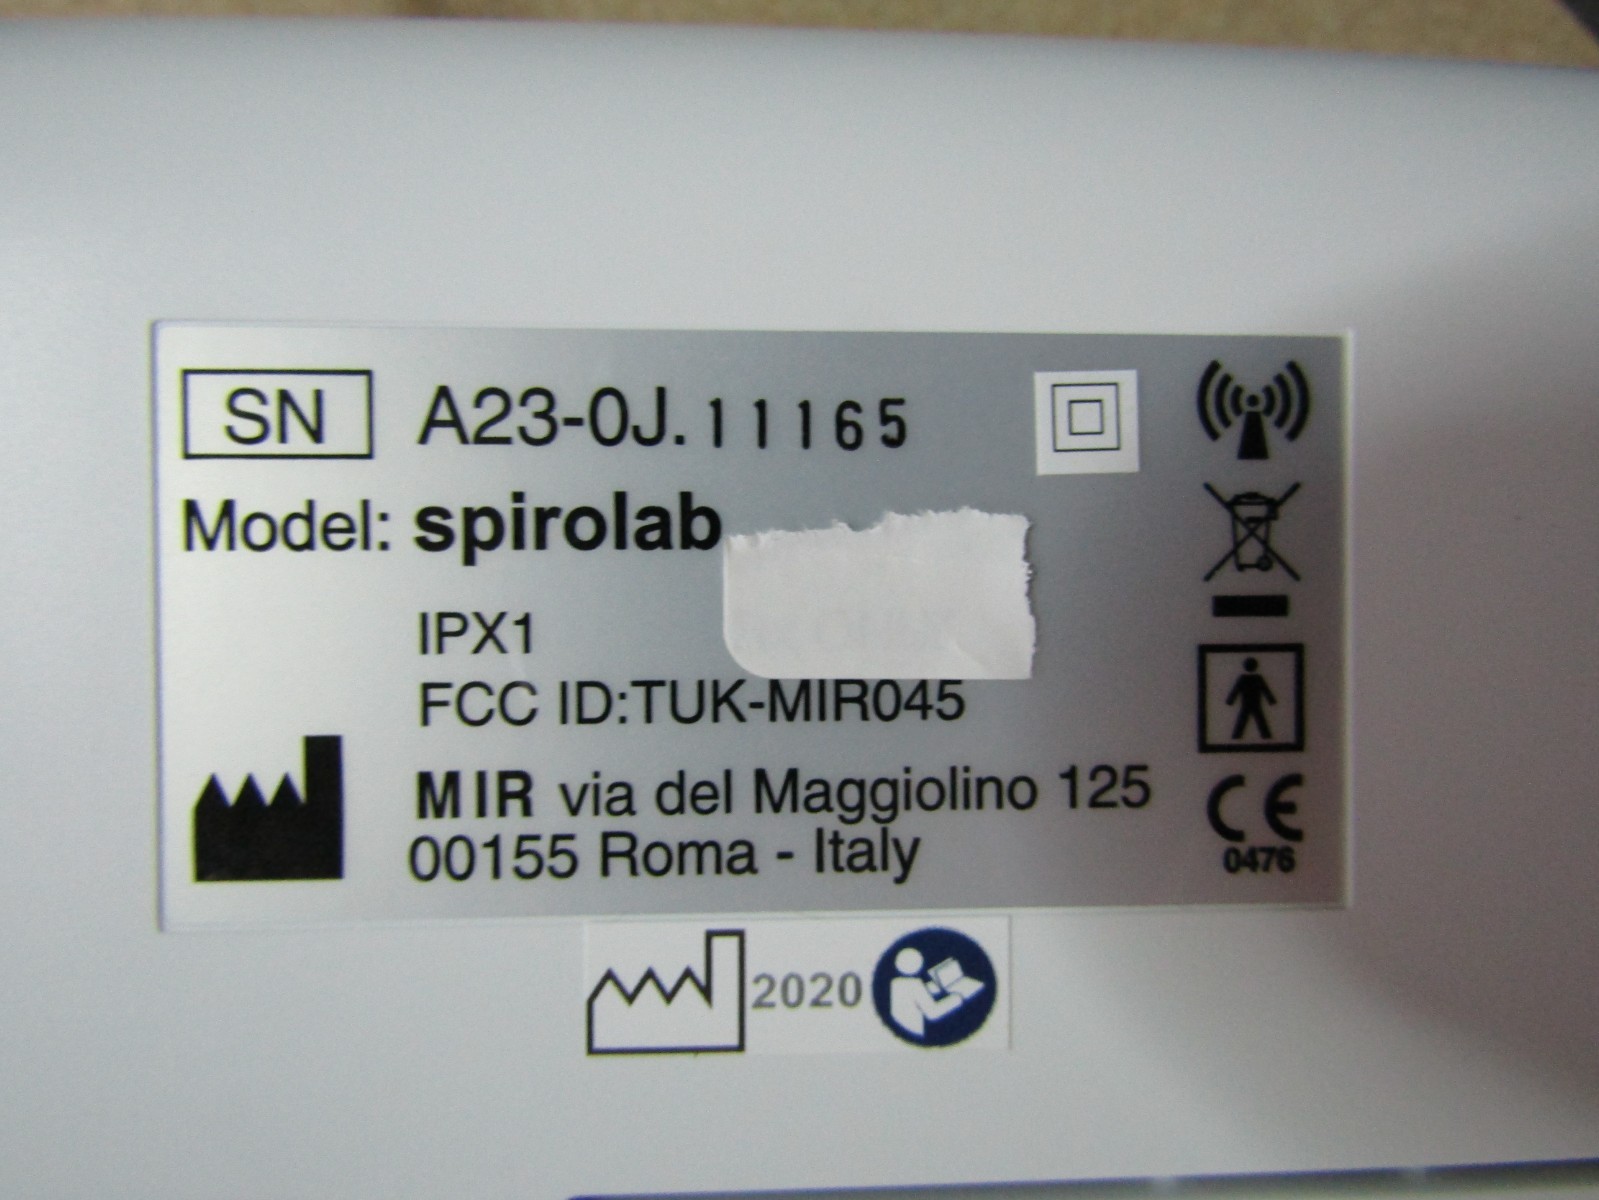 SN A23-0J.11165
Model: spirolab
IPX1
FCC ID:TUK-MIR045
MIR via del Maggiolino 125
00155 Roma - Italy
CE
0476
2020